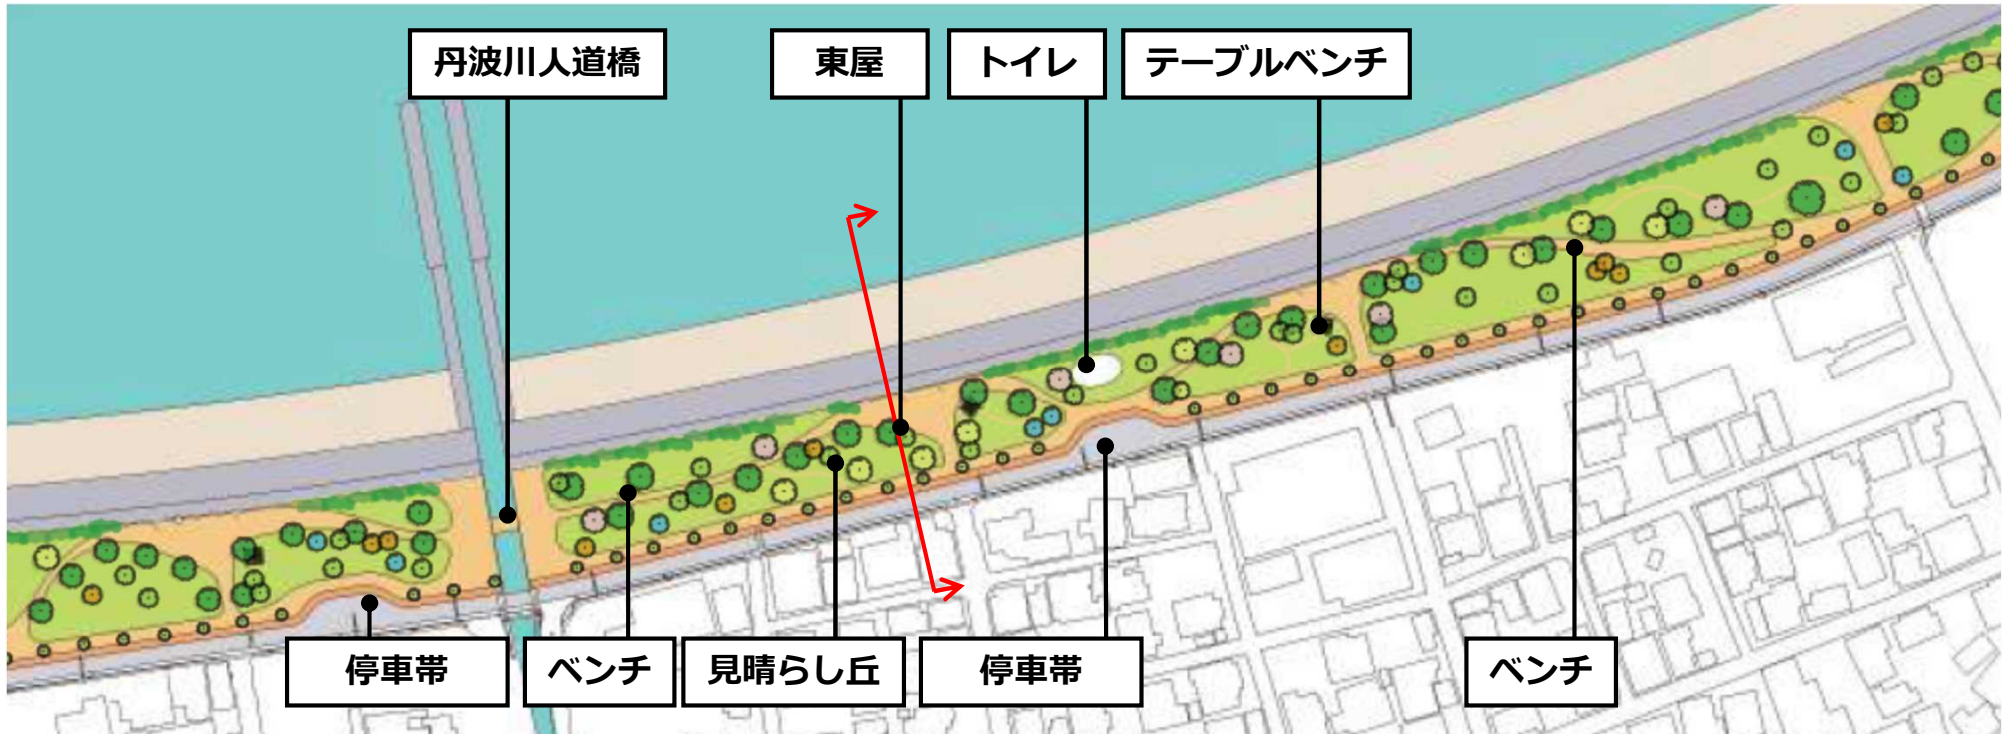 丹波川人道橋
東屋
トイレ
テーブルベンチ
停車帯
ベンチ
見晴らし丘
停車帯
ベンチ